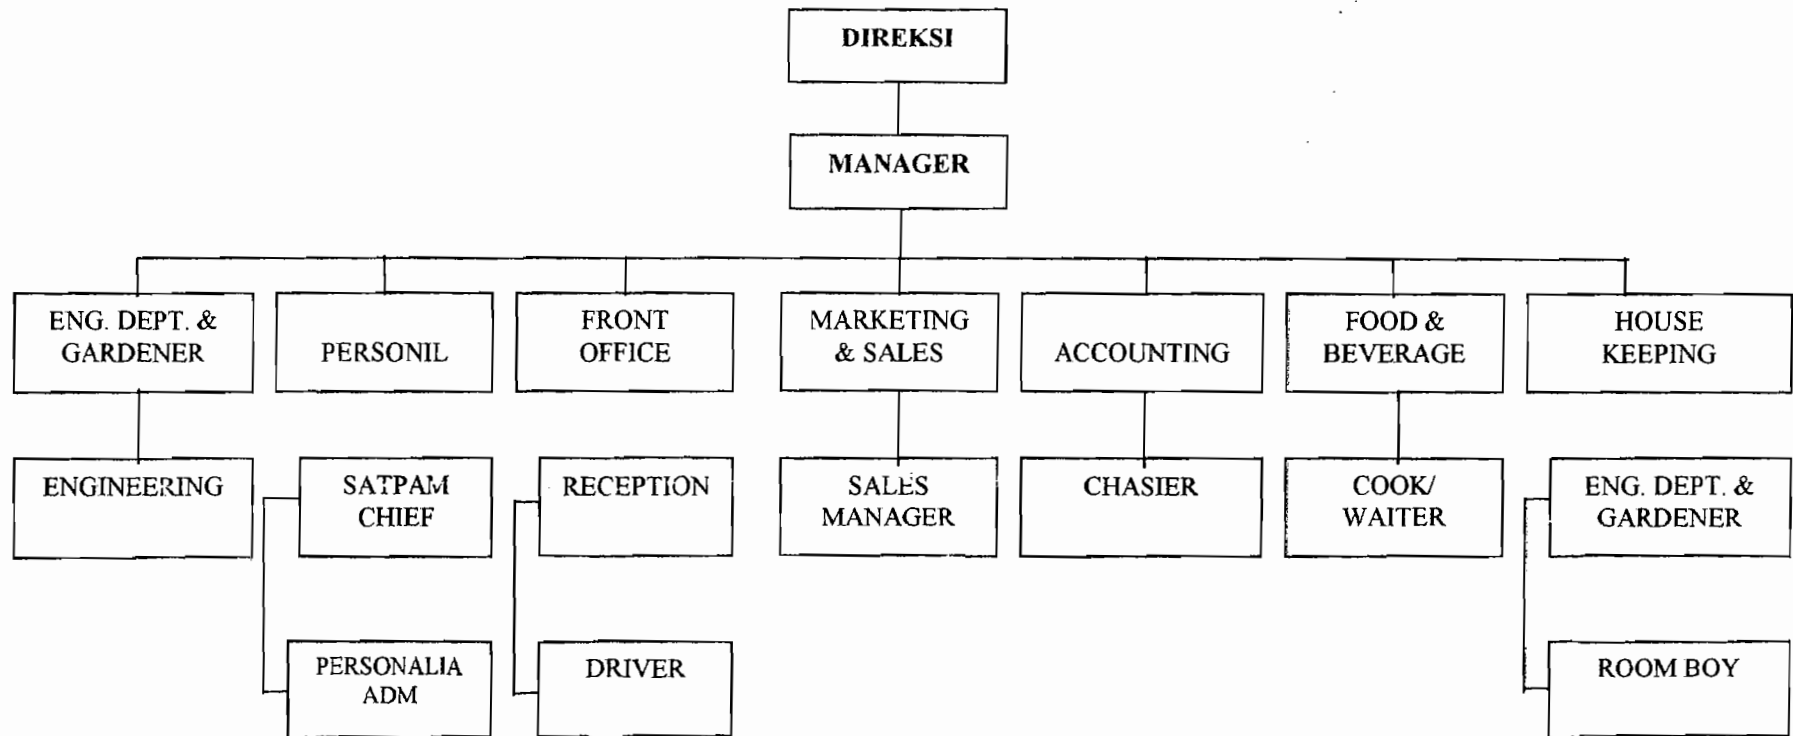 DIREKSI
MANAGER
ENG. DEPT. &
GARDENER
PERSONIL
FRONT
OFFICE
MARKETING
& SALES
ACCOUNTING
FOOD &
BEVERAGE
HOUSE
KEEPING
ENGINEERING
SATPAM
CHIEF
RECEPTION
SALES
MANAGER
CHASIER
COOK/
WAITER
ENG. DEPT. &
GARDENER
PERSONALIA
ADM
DRIVER
ROOM BOY